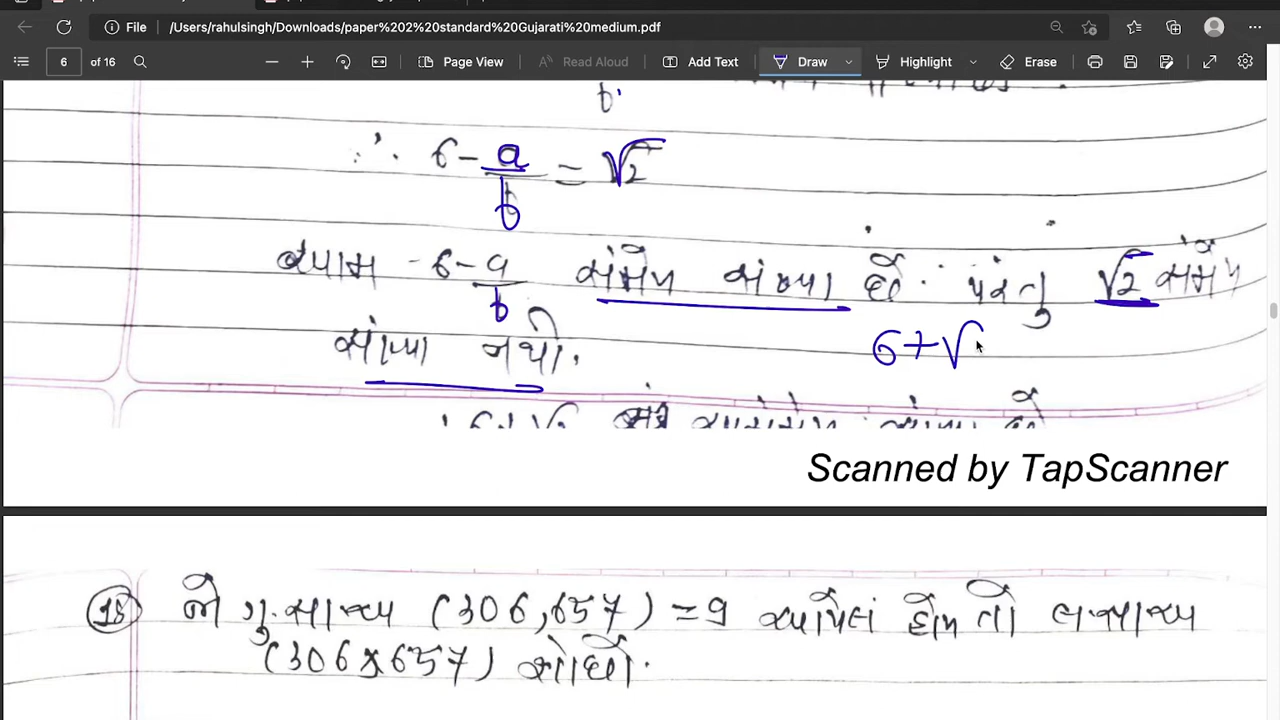 File /Users/rahulsingh/Downloads/paper%202%20standard%20Gujarati%20medium.pdf
6 of 16 Page View Read Aloud Add Text Draw Highlight Erase
b
∴ 6 - a/b = √2
6 - a/b સંમેય સંખ્યા છે. પરંતુ √2 સંમેય
સંખ્યા નથી.
6+√
6+√2
Scanned by TapScanner
18 જો ગુ.સા.અ (306,657) = 9 આપેલ હોય તો લ.સા.અ
(306×657) શોધો.